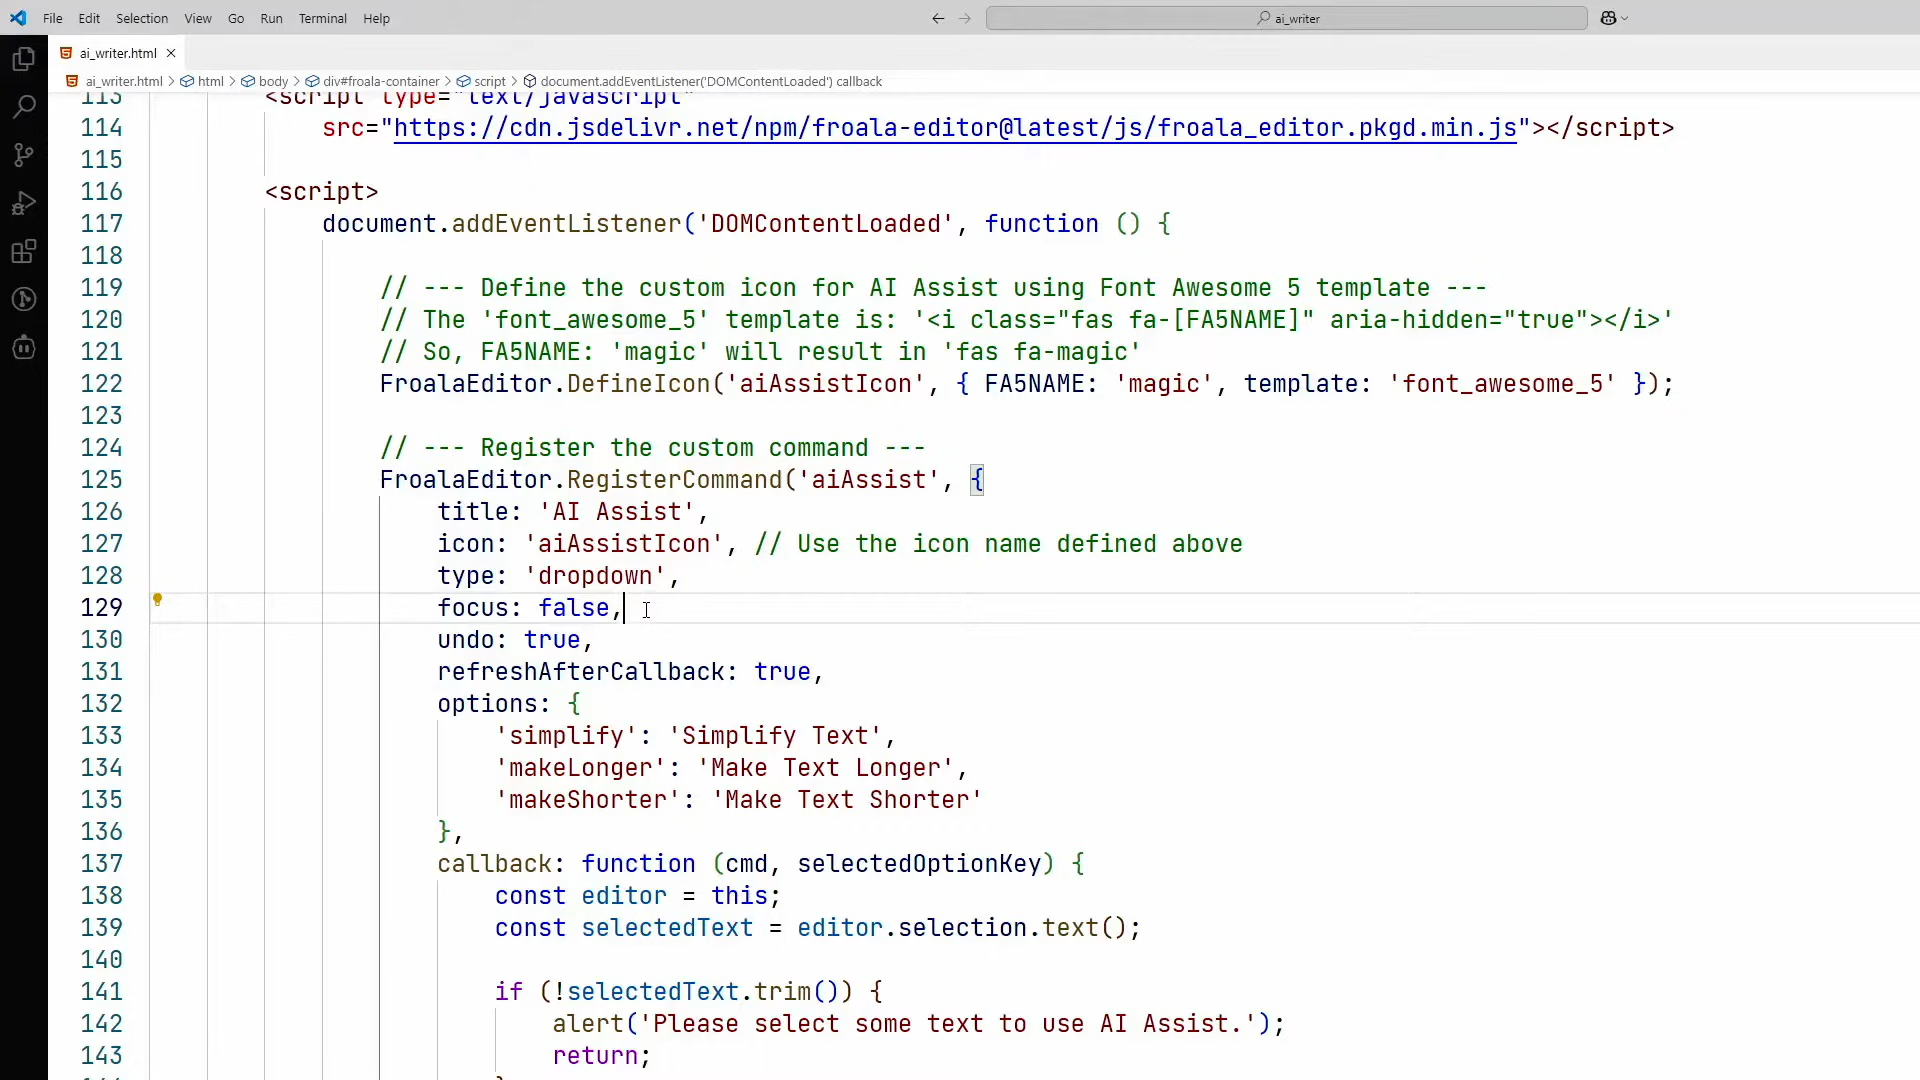 File Edit Selection View Go Run Terminal Help
ai_writer
ai_writer.html
ai_writer.html > html > body > div#froala-container > script > document.addEventListener('DOMContentLoaded') callback
113 <script type="text/javascript"
114 src="https://cdn.jsdelivr.net/npm/froala-editor@latest/js/froala_editor.pkgd.min.js"></script>
115
116 <script>
117 document.addEventListener('DOMContentLoaded', function () {
118
119 // --- Define the custom icon for AI Assist using Font Awesome 5 template ---
120 // The 'font_awesome_5' template is: '<i class="fas fa-[FA5NAME]" aria-hidden="true"></i>'
121 // So, FA5NAME: 'magic' will result in 'fas fa-magic'
122 FroalaEditor.DefineIcon('aiAssistIcon', { FA5NAME: 'magic', template: 'font_awesome_5' });
123
124 // --- Register the custom command ---
125 FroalaEditor.RegisterCommand('aiAssist', {
126 title: 'AI Assist',
127 icon: 'aiAssistIcon', // Use the icon name defined above
128 type: 'dropdown',
129 focus: false,
130 undo: true,
131 refreshAfterCallback: true,
132 options: {
133 'simplify': 'Simplify Text',
134 'makeLonger': 'Make Text Longer',
135 'makeShorter': 'Make Text Shorter'
136 },
137 callback: function (cmd, selectedOptionKey) {
138 const editor = this;
139 const selectedText = editor.selection.text();
140
141 if (!selectedText.trim()) {
142 alert('Please select some text to use AI Assist.');
143 return;